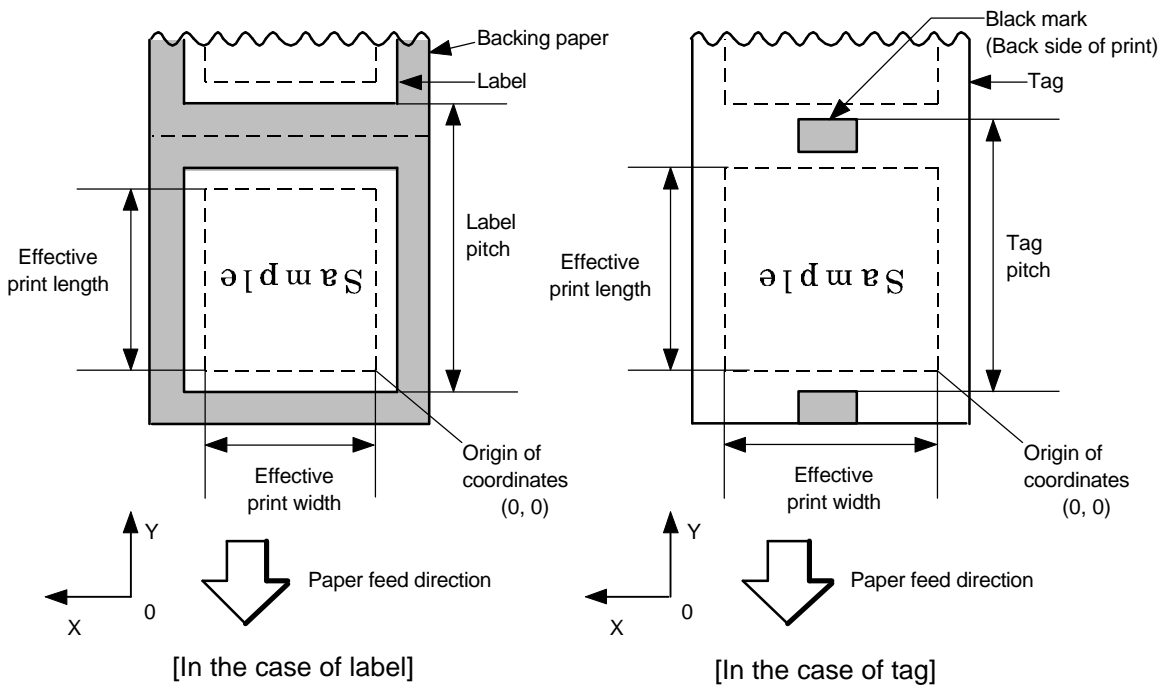 Backing paper
Label
Label
pitch
Effective
print length
Sample
Effective
print width
Origin of
coordinates
(0, 0)
Y
X
0
Paper feed direction
[In the case of label]
Black mark
(Back side of print)
Tag
Tag
pitch
Effective
print length
Sample
Effective
print width
Origin of
coordinates
(0, 0)
Y
X
0
Paper feed direction
[In the case of tag]